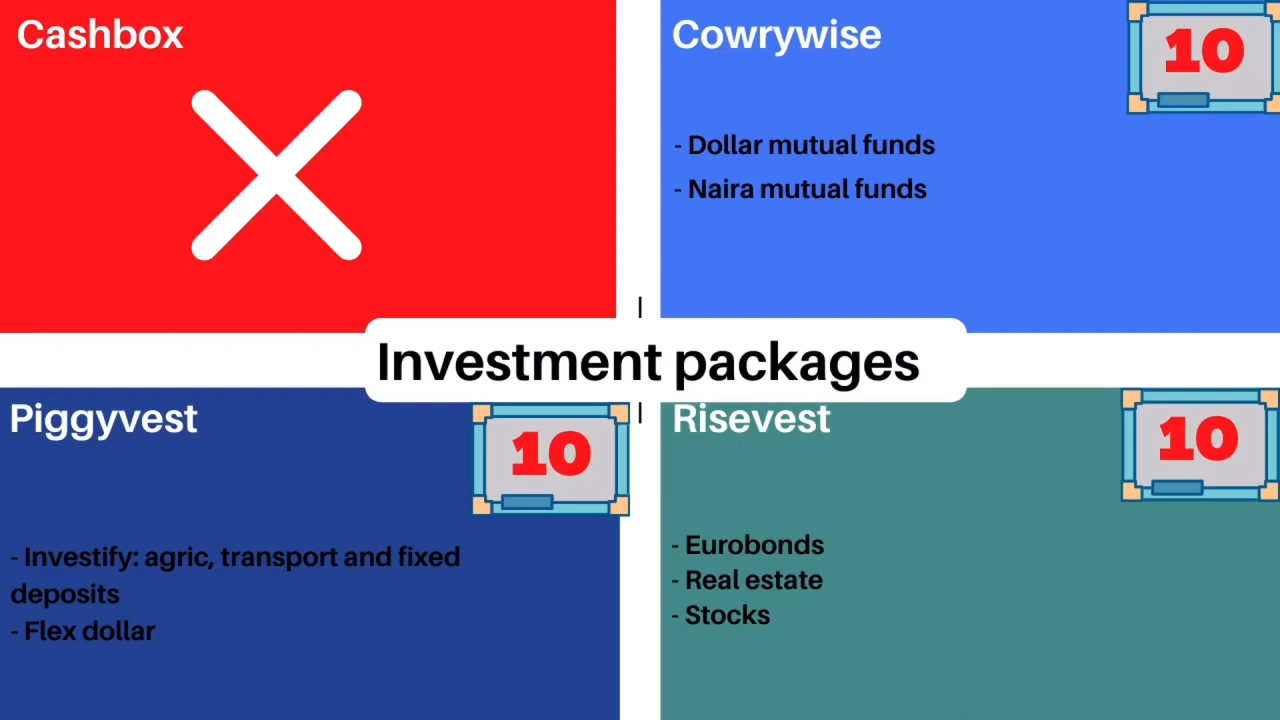 Cashbox
Cowrywise
10
- Dollar mutual funds
- Naira mutual funds
Investment packages
Piggyvest
10
- Investify: agric, transport and fixed
deposits
- Flex dollar
Risevest
10
- Eurobonds
- Real estate
- Stocks